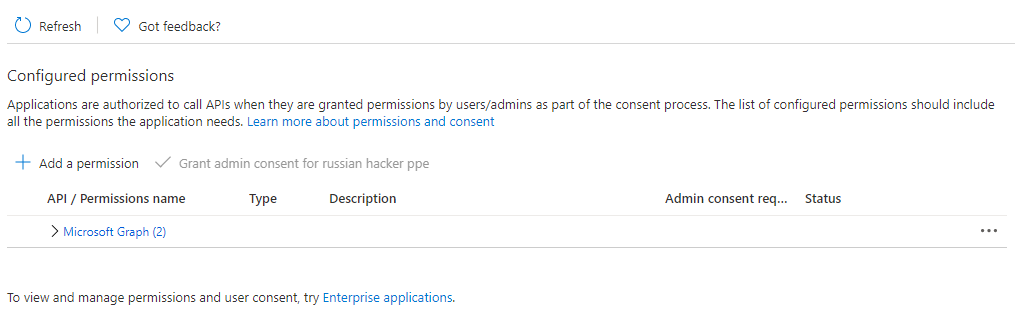 Refresh Got feedback?
Configured permissions
Applications are authorized to call APIs when they are granted permissions by users/admins as part of the consent process. The list of configured permissions should include
all the permissions the application needs. Learn more about permissions and consent
Add a permission Grant admin consent for russian hacker ppe
API / Permissions name Type Description Admin consent req... Status
Microsoft Graph (2) ...
To view and manage permissions and user consent, try Enterprise applications.